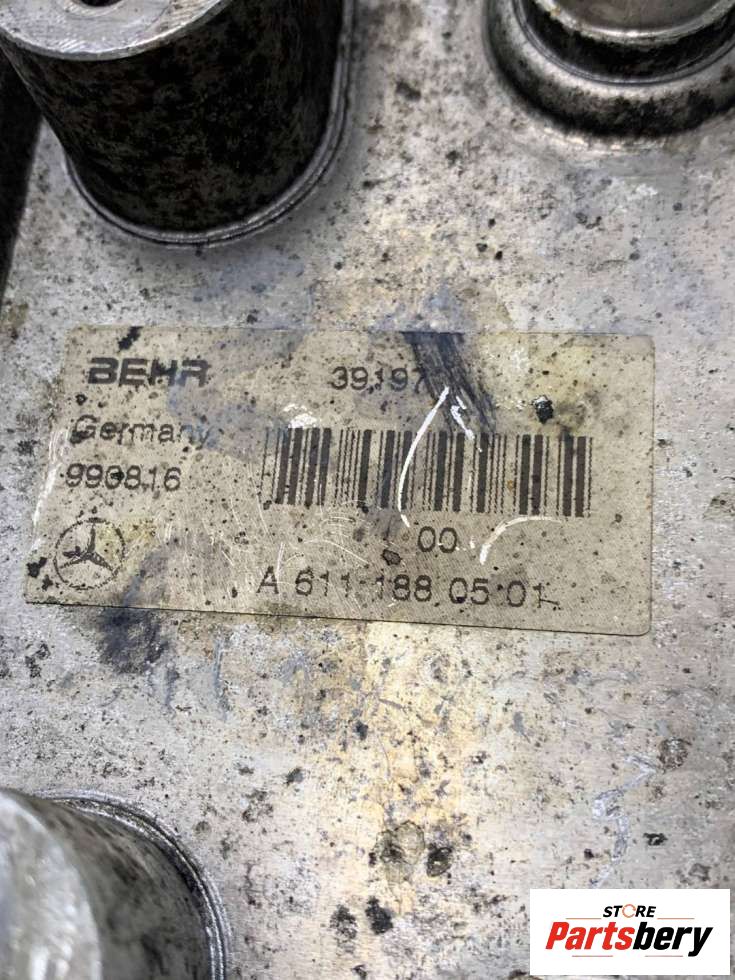 BEHR 39197
Germany
990816
00
A 611 188 05 01
STORE
Partsbery